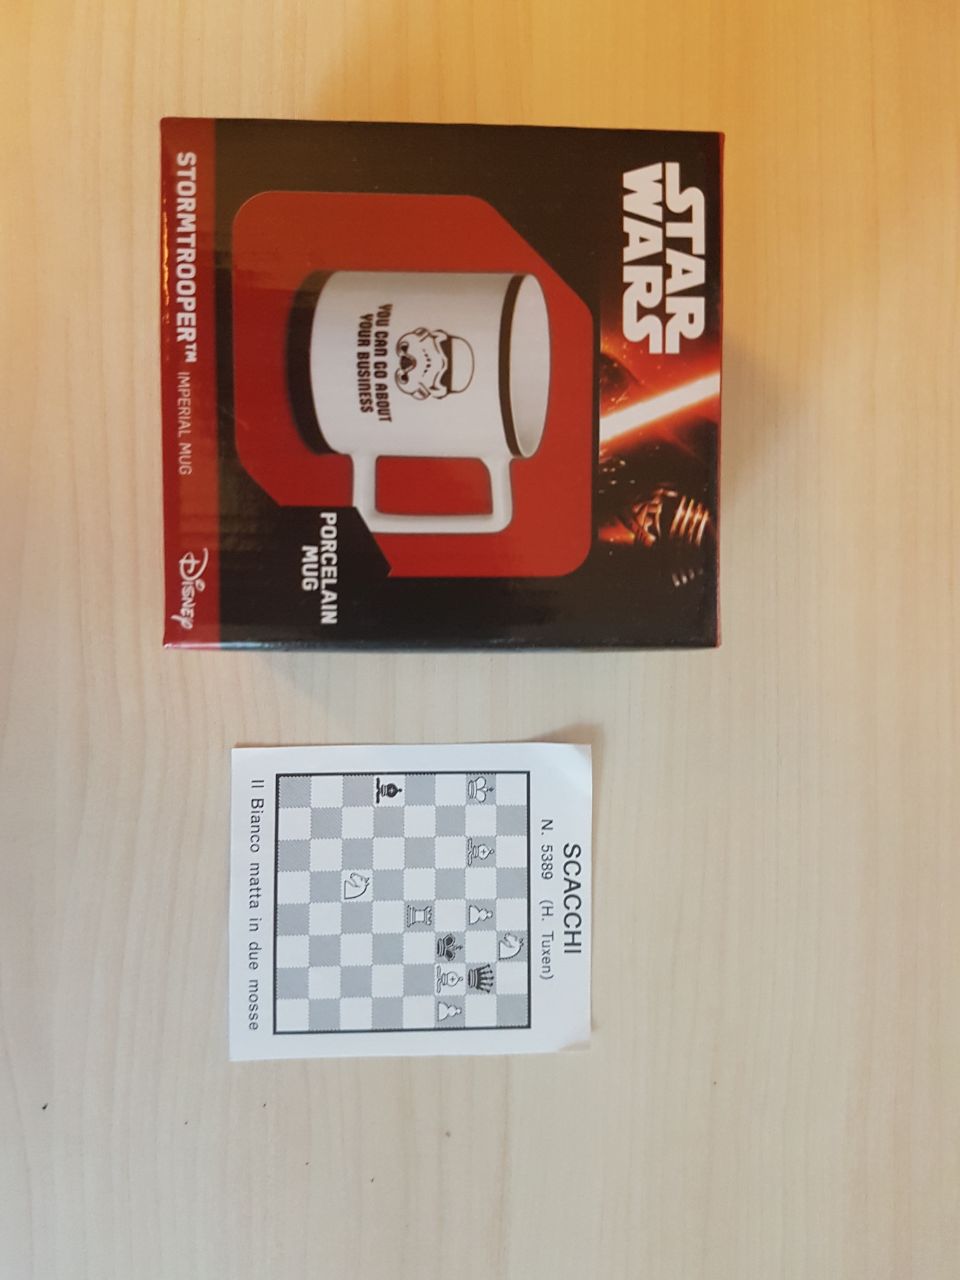 STAR
WARS
YOU CAN GO ABOUT
YOUR BUSINESS
PORCELAIN
MUG
STORMTROOPER™ IMPERIAL MUG
Disney
SCACCHI
N. 5389 (H. Tuxen)
Il Bianco matta in due mosse